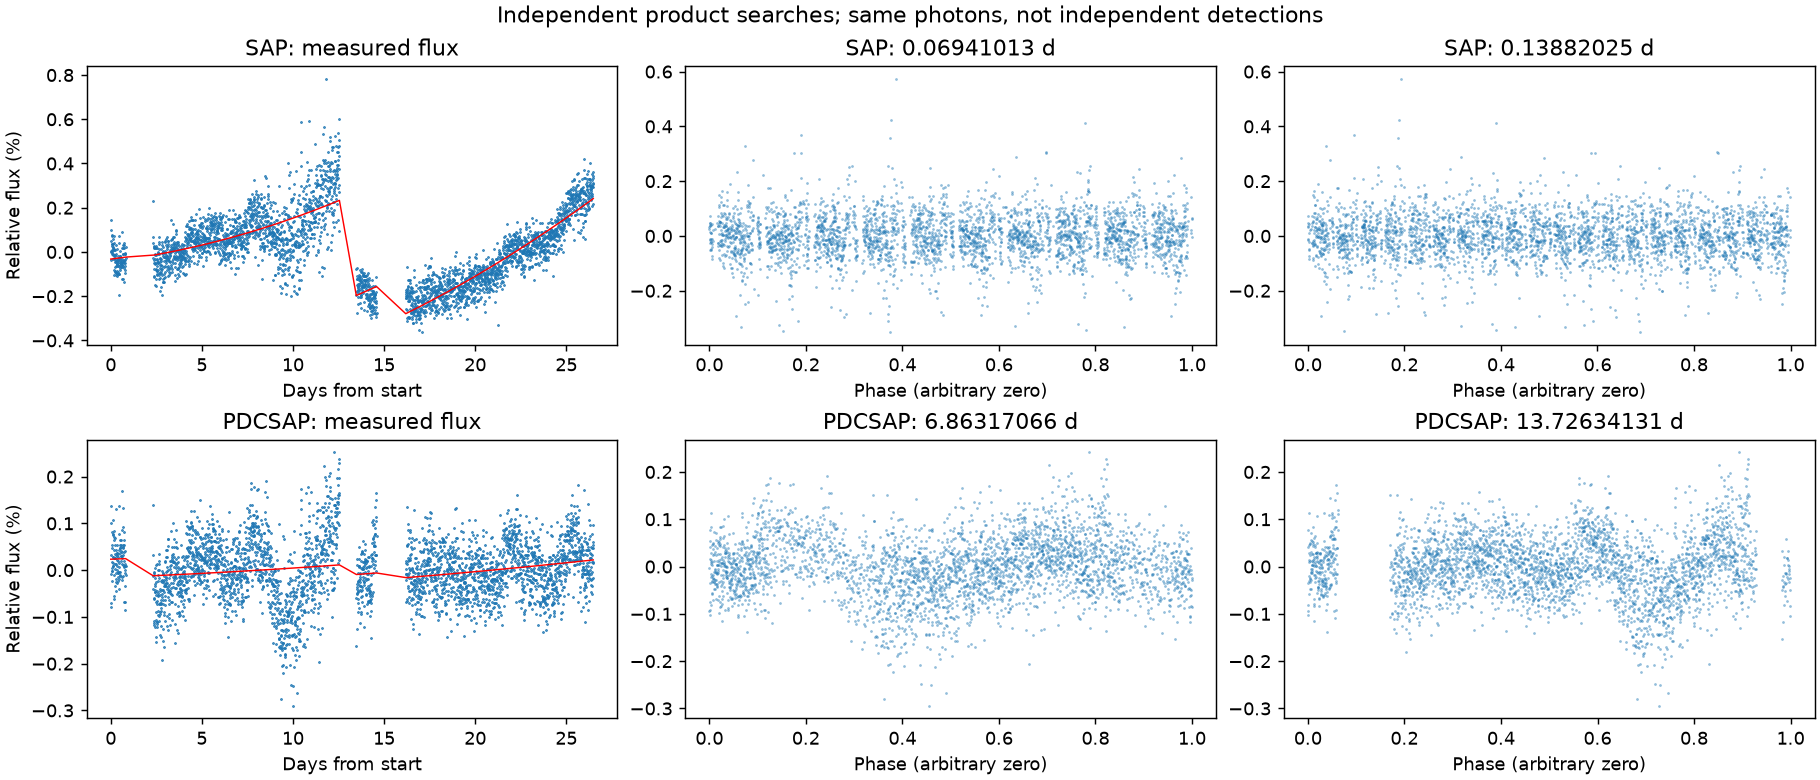 Independent product searches; same photons, not independent detections
SAP: measured flux
Relative flux (%)
0.8
0.6
0.4
0.2
0.0
−0.2
−0.4
0 5 10 15 20 25
Days from start
SAP: 0.06941013 d
0.6
0.4
0.2
0.0
−0.2
0.0 0.2 0.4 0.6 0.8 1.0
Phase (arbitrary zero)
SAP: 0.13882025 d
0.6
0.4
0.2
0.0
−0.2
0.0 0.2 0.4 0.6 0.8 1.0
Phase (arbitrary zero)
PDCSAP: measured flux
Relative flux (%)
0.2
0.1
0.0
−0.1
−0.2
−0.3
0 5 10 15 20 25
Days from start
PDCSAP: 6.86317066 d
0.2
0.1
0.0
−0.1
−0.2
−0.3
0.0 0.2 0.4 0.6 0.8 1.0
Phase (arbitrary zero)
PDCSAP: 13.72634131 d
0.2
0.1
0.0
−0.1
−0.2
−0.3
0.0 0.2 0.4 0.6 0.8 1.0
Phase (arbitrary zero)